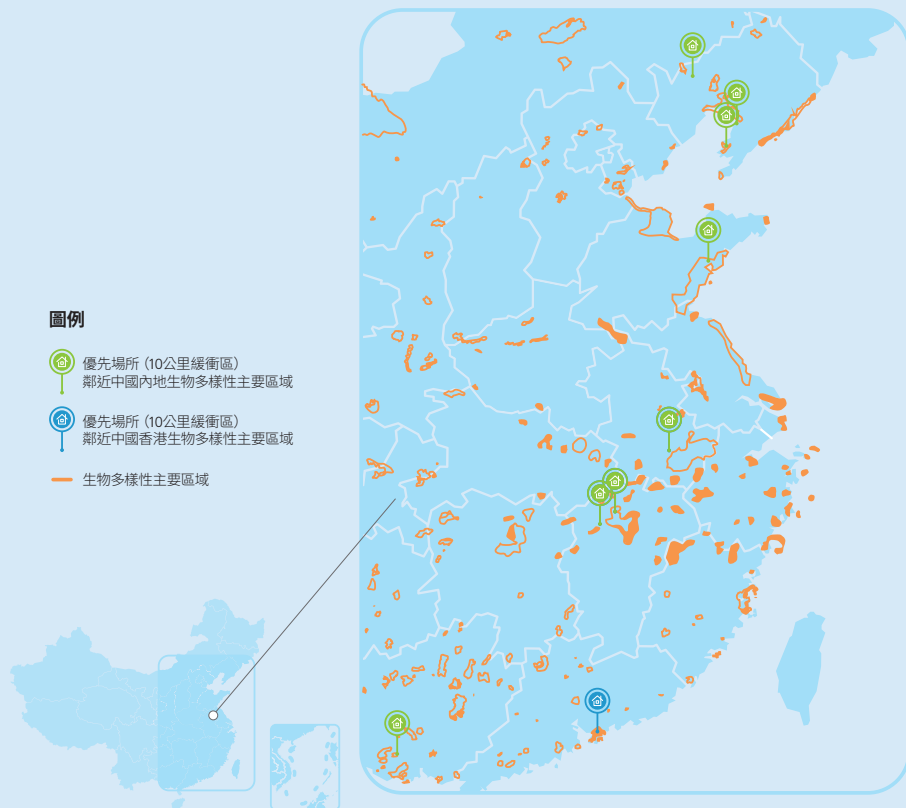 圖例
優先場所 (10公里緩衝區)
鄰近中國內地生物多樣性主要區域
優先場所 (10公里緩衝區)
鄰近中國香港生物多樣性主要區域
生物多樣性主要區域